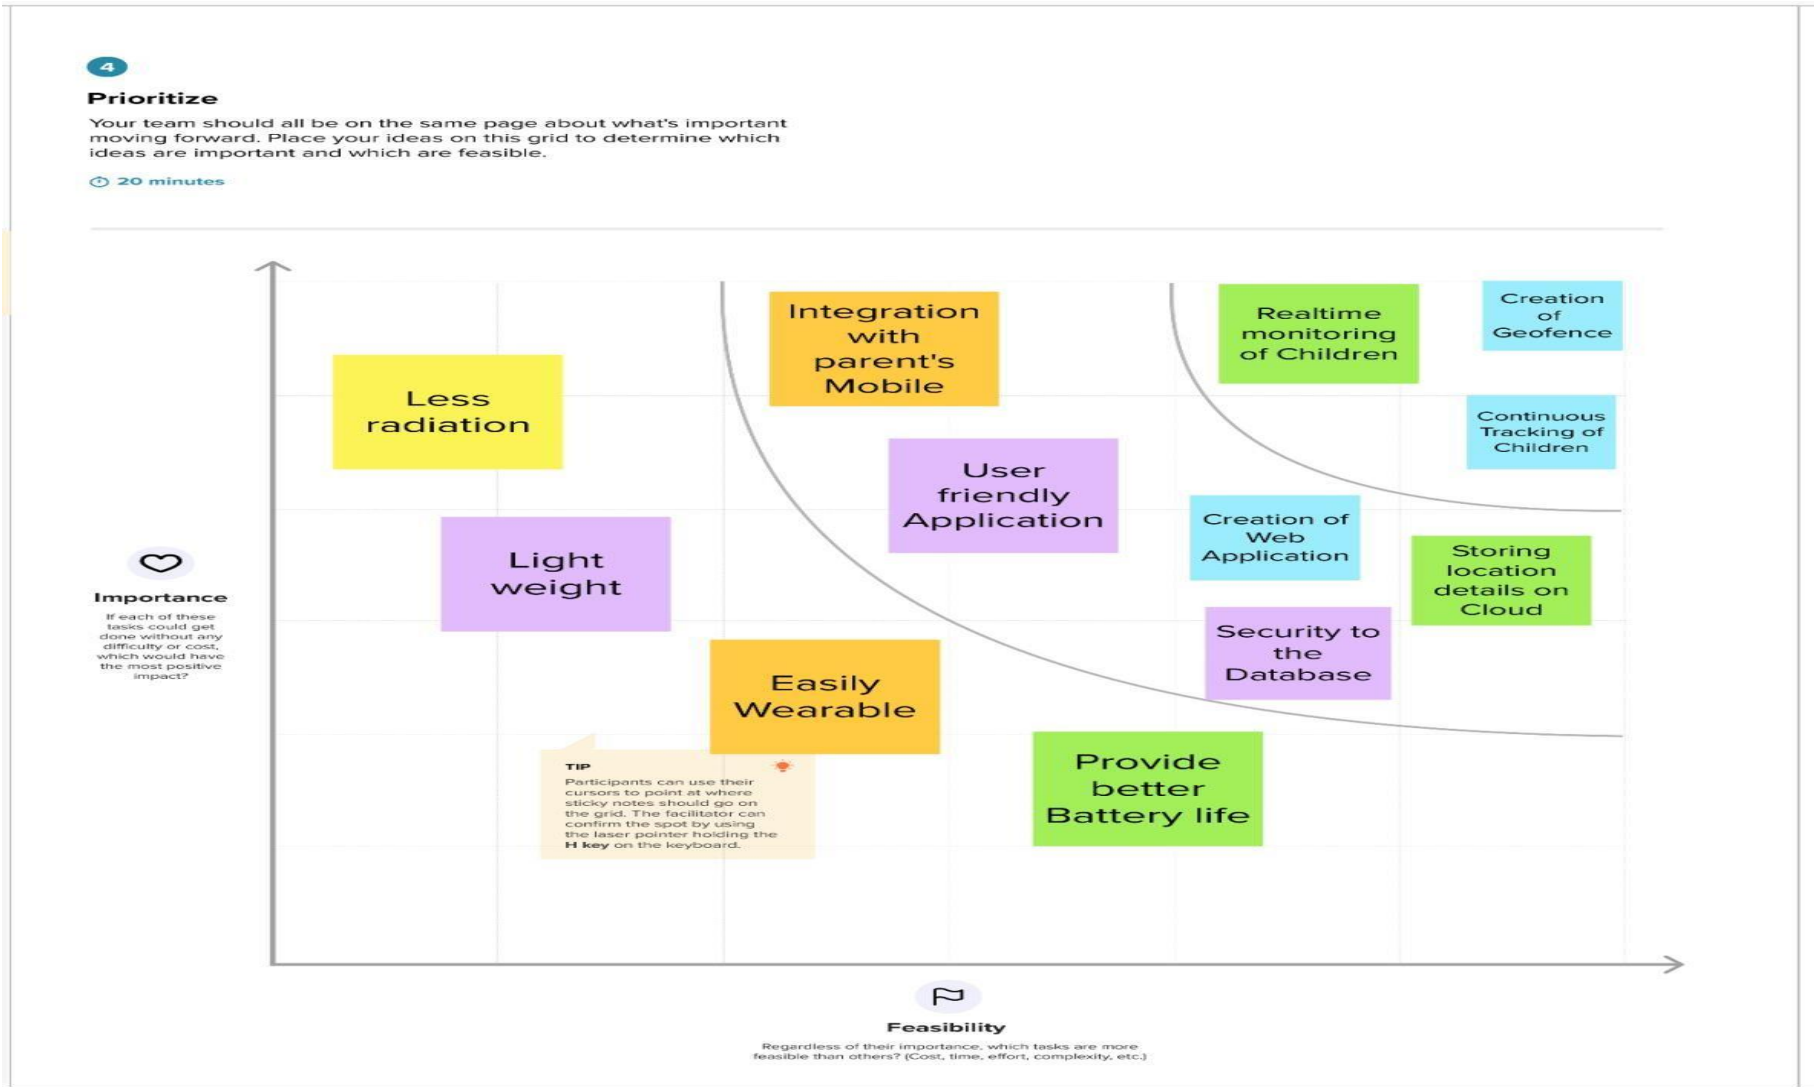 4
Prioritize
Your team should all be on the same page about what's important
moving forward. Place your ideas on this grid to determine which
ideas are important and which are feasible.
20 minutes
Integration
with
parent's
Mobile
Realtime
monitoring
of Children
Creation
of
Geofence
Less
radiation
Continuous
Tracking of
Children
User
friendly
Application
Creation of
Web
Application
Light
weight
Storing
location
details on
Cloud
Importance
If each of these
tasks could get
done without any
difficulty or cost,
which would have
the most positive
impact?
Security to
the
Database
Easily
Wearable
TIP
Participants can use their
cursors to point at where
sticky notes should go on
the grid. The facilitator can
confirm the spot by using
the laser pointer holding the
H key on the keyboard.
Provide
better
Battery life
Feasibility
Regardless of their importance, which tasks are more
feasible than others? (Cost, time, effort, complexity, etc.)